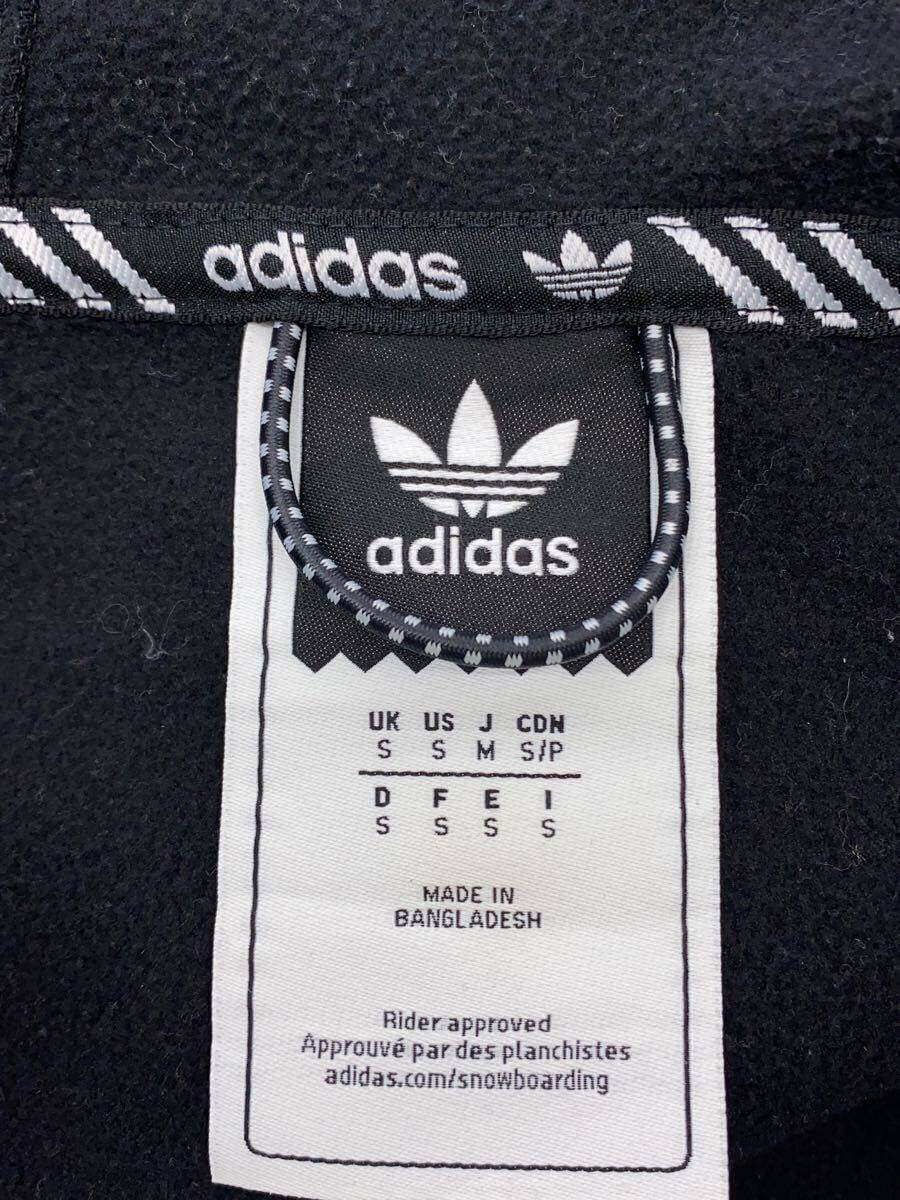 adidas
adidas
UK US J CDN
S S M S/P
D F E I
S S S S
MADE IN
BANGLADESH
Rider approved
Approuvé par des planchistes
adidas.com/snowboarding